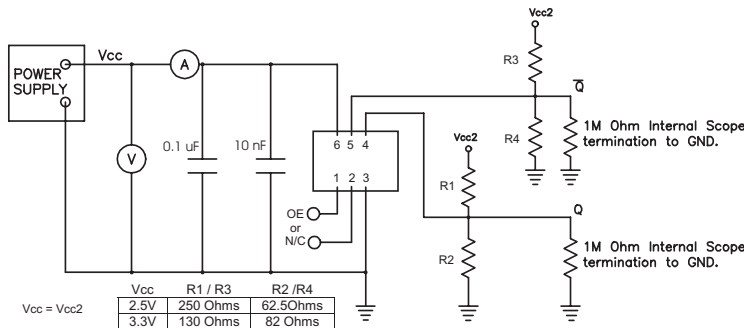 Vcc2
R3
Q
R4
1M Ohm Internal Scope
termination to GND.
Vcc
A
POWER
SUPPLY
V
0.1 uF
10 nF
6 5 4
1 2 3
OE
or
N/C
Vcc2
R1
R2
Q
1M Ohm Internal Scope
termination to GND.
Vcc = Vcc2
Vcc R1 / R3 R2 /R4
2.5V 250 Ohms 62.5Ohms
3.3V 130 Ohms 82 Ohms